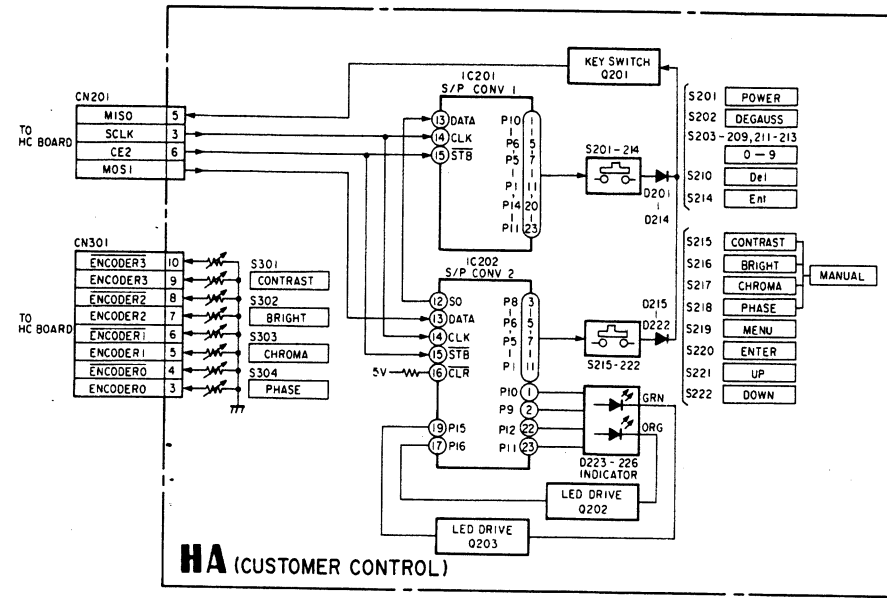 KEY SWITCH
Q201
IC201
S/P CONV 1
CN201
MISO 5
SCLK 3
CE2 6
MOSI
TO
HC BOARD
13 DATA
14 CLK
15 STB
P10 1
P6 5
P5 7
P1 11
P14 20
P11 23
S201-214
D201
D214
S201 POWER
S202 DEGAUSS
S203-209, 211-213
0-9
S210 Del
S214 Ent
CN301
ENCODER3 10
ENCODER3 9
ENCODER2 8
ENCODER2 7
ENCODER1 6
ENCODER1 5
ENCODER0 4
ENCODER0 3
TO
HC BOARD
S301
CONTRAST
S302
BRIGHT
S303
CHROMA
S304
PHASE
IC202
S/P CONV 2
12 SO
13 DATA
14 CLK
15 STB
5V
16 CLR
19 P15
17 P16
P8 3
P6 5
P5 7
P1 11
P10 1
P9 2
P12 22
P11 23
D215
D222
S215-222
S215 CONTRAST
S216 BRIGHT
S217 CHROMA
S218 PHASE
MANUAL
S219 MENU
S220 ENTER
S221 UP
S222 DOWN
GRN
ORG
D223-226
INDICATOR
LED DRIVE
Q202
LED DRIVE
Q203
HA (CUSTOMER CONTROL)